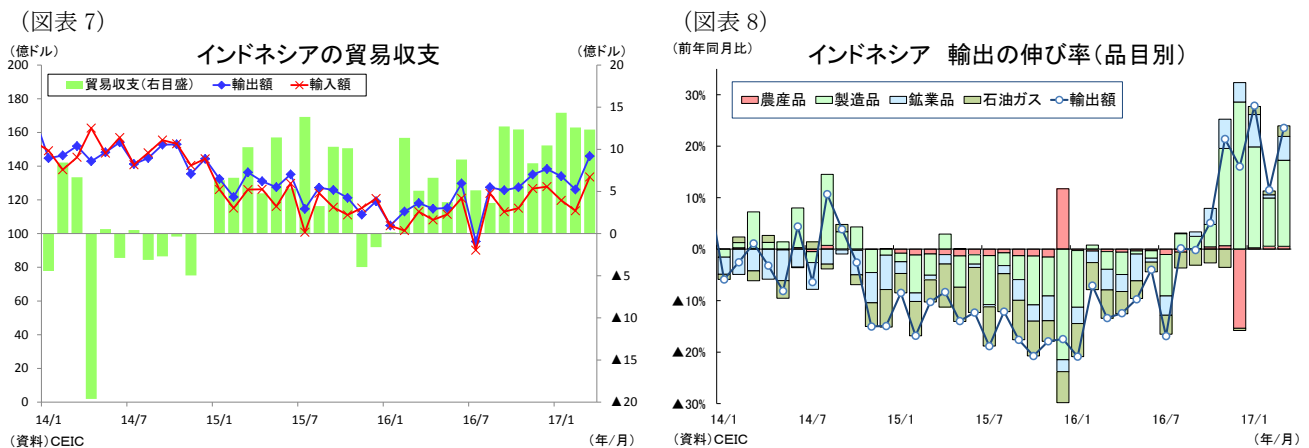 (図表 7)
インドネシアの貿易収支
(億ドル)
(億ドル)
貿易収支(右目盛) 輸出額 輸入額
200
180
160
140
120
100
80
60
40
20
0
20
15
10
5
0
▲5
▲10
▲15
▲20
14/1 14/7 15/1 15/7 16/1 16/7 17/1
(資料)CEIC
(年/月)
(図表 8)
(前年同月比)
インドネシア 輸出の伸び率(品目別)
農産品 製造品 鉱業品 石油ガス 輸出額
30%
20%
10%
0%
▲10%
▲20%
▲30%
14/1 14/7 15/1 15/7 16/1 16/7 17/1
(資料)CEIC
(年/月)